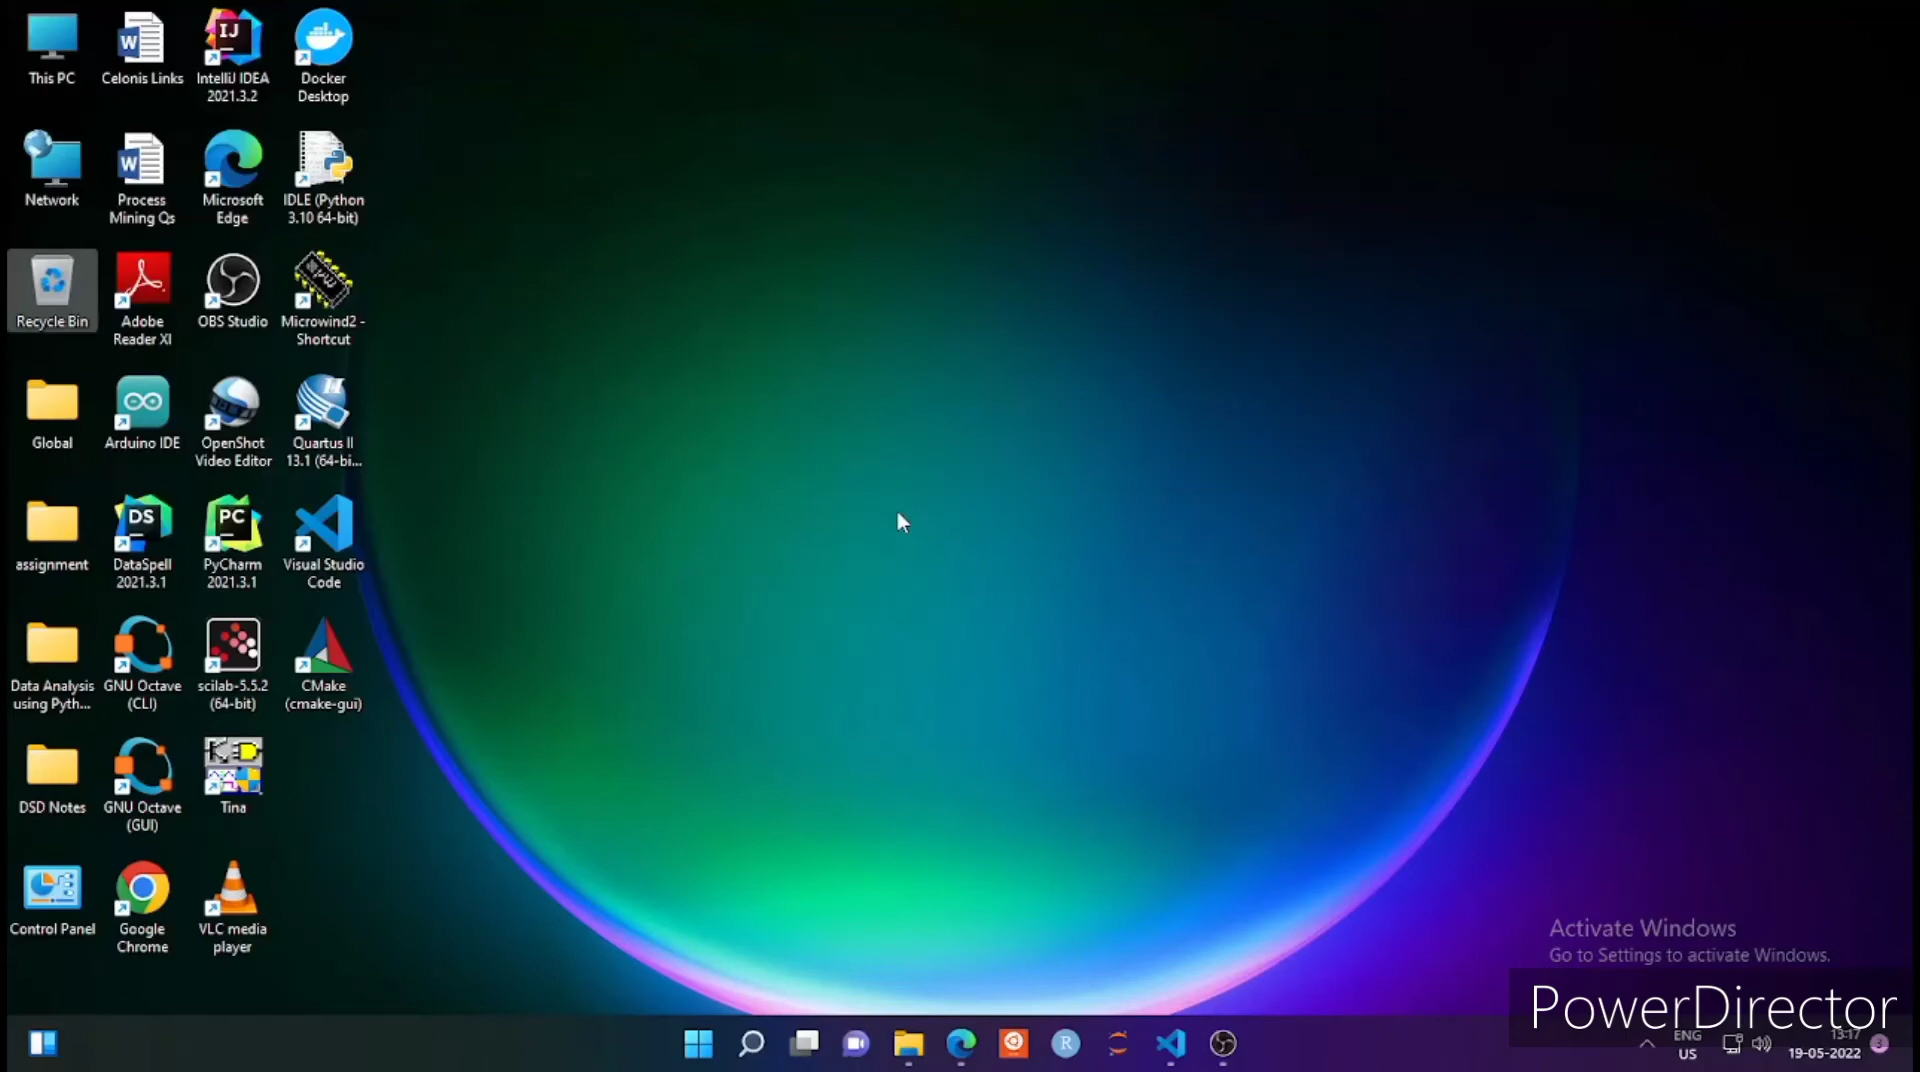 This PC
Celonis Links
IntelliJ IDEA
2021.3.2
Docker
Desktop
Network
Process
Mining Qs
Microsoft
Edge
IDLE (Python
3.10 64-bit)
Recycle Bin
Adobe
Reader XI
OBS Studio
Microwind2 -
Shortcut
Global
Arduino IDE
OpenShot
Video Editor
Quartus II
13.1 (64-bi...
assignment
DataSpell
2021.3.1
PyCharm
2021.3.1
Visual Studio
Code
Data Analysis
using Pyth...
GNU Octave
(CLI)
scilab-5.5.2
(64-bit)
CMake
(cmake-gui)
DSD Notes
GNU Octave
(GUI)
Tina
Control Panel
Google
Chrome
VLC media
player
Activate Windows
Go to Settings to activate Windows.
PowerDirector
ENG
US
13:17
19-05-2022
3